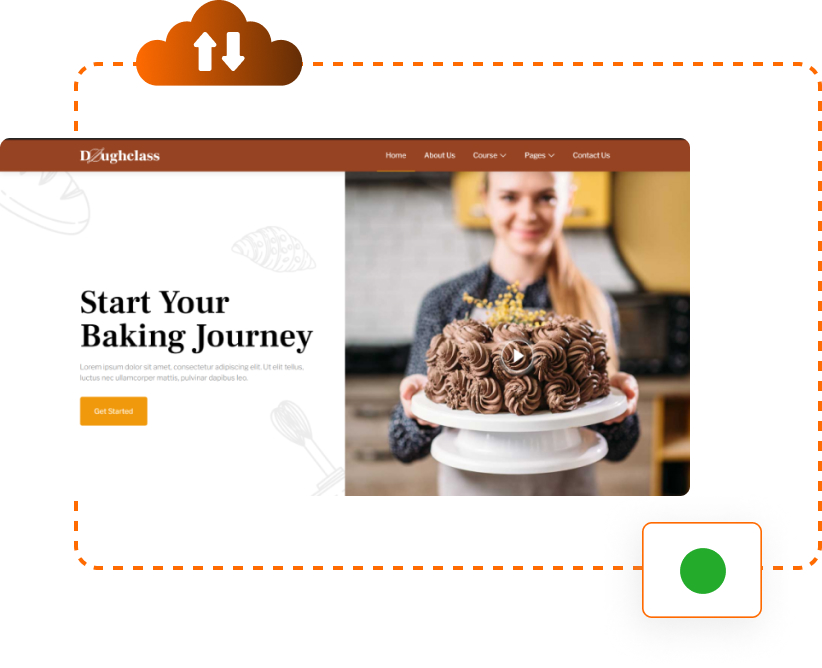 Doughclass
Home About Us Course Pages Contact Us
Start Your
Baking Journey
Lorem ipsum dolor sit amet, consectetur adipiscing elit. Ut elit tellus,
luctus nec ullamcorper mattis, pulvinar dapibus leo.
Get Started